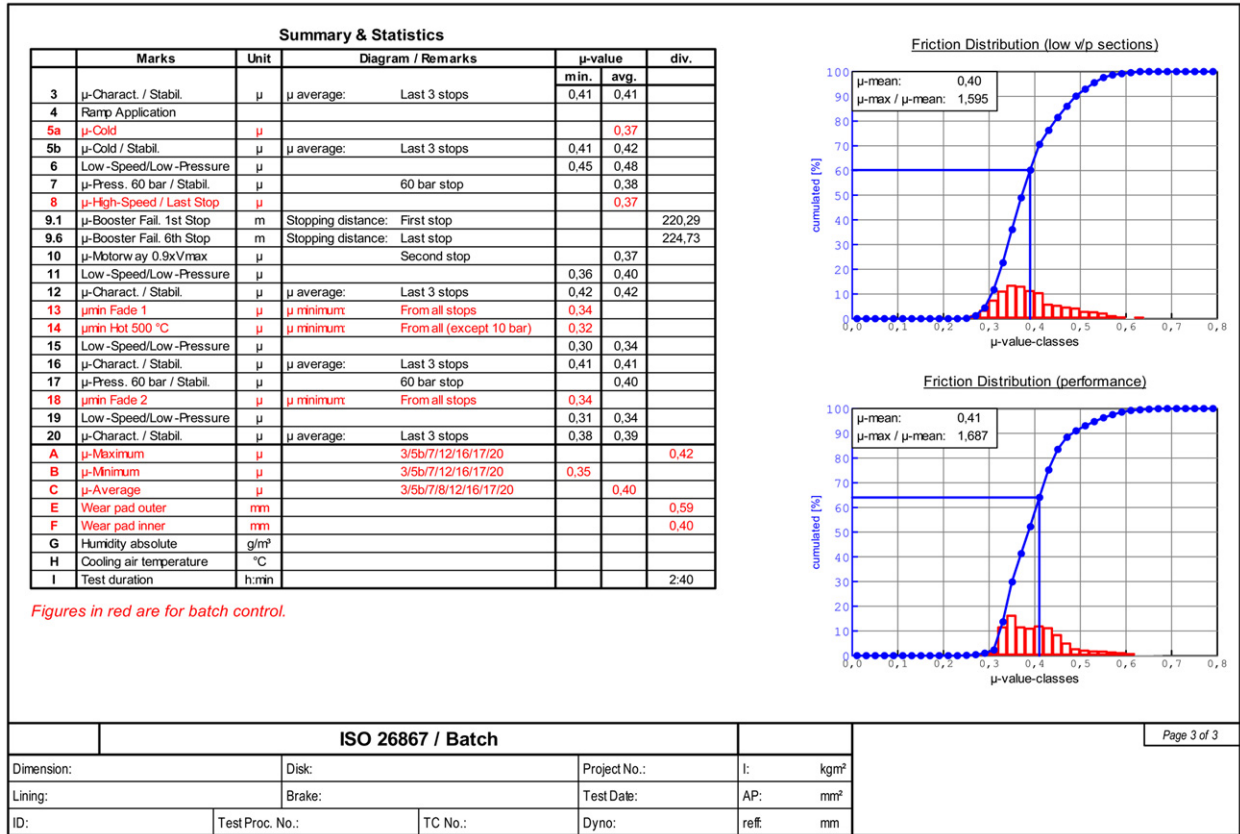 Summary & Statistics
Marks Unit Diagram / Remarks µ-value div.
min. avg.
3 µ-Charact. / Stabil. µ µ average: Last 3 stops 0,41 0,41
4 Ramp Application
5a µ-Cold µ 0,37
5b µ-Cold / Stabil. µ µ average: Last 3 stops 0,41 0,42
6 Low-Speed/Low-Pressure µ 0,45 0,48
7 µ-Press. 60 bar / Stabil. µ 60 bar stop 0,38
8 µ-High-Speed / Last Stop µ 0,37
9.1 µ-Booster Fail. 1st Stop m Stopping distance: First stop 220,29
9.6 µ-Booster Fail. 6th Stop m Stopping distance: Last stop 224,73
10 µ-Motorway 0.9xVmax µ Second stop 0,37
11 Low-Speed/Low-Pressure µ 0,36 0,40
12 µ-Charact. / Stabil. µ µ average: Last 3 stops 0,42 0,42
13 µmin Fade 1 µ µ minimum: From all stops 0,34
14 µmin Hot 500 °C µ µ minimum: From all (except 10 bar) 0,32
15 Low-Speed/Low-Pressure µ 0,30 0,34
16 µ-Charact. / Stabil. µ µ average: Last 3 stops 0,41 0,41
17 µ-Press. 60 bar / Stabil. µ 60 bar stop 0,40
18 µmin Fade 2 µ µ minimum: From all stops 0,34
19 Low-Speed/Low-Pressure µ 0,31 0,34
20 µ-Charact. / Stabil. µ µ average: Last 3 stops 0,38 0,39
A µ-Maximum µ 3/5b/7/12/16/17/20 0,42
B µ-Minimum µ 3/5b/7/12/16/17/20 0,35
C µ-Average µ 3/5b/7/8/12/16/17/20 0,40
E Wear pad outer mm 0,59
F Wear pad inner mm 0,40
G Humidity absolute g/m³
H Cooling air temperature °C
I Test duration h:min 2:40
Figures in red are for batch control.
Friction Distribution (low v/p sections)
µ-mean: 0,40
µ-max / µ-mean: 1,595
cumulated [%]
100
90
80
70
60
50
40
30
20
10
0
0,0 0,1 0,2 0,3 0,4 0,5 0,6 0,7 0,8
µ-value-classes
Friction Distribution (performance)
µ-mean: 0,41
µ-max / µ-mean: 1,687
cumulated [%]
100
90
80
70
60
50
40
30
20
10
0
0,0 0,1 0,2 0,3 0,4 0,5 0,6 0,7 0,8
µ-value-classes
ISO 26867 / Batch
Page 3 of 3
Dimension: Disk: Project No.: I: kgm²
Lining: Brake: Test Date: AP: mm²
ID: Test Proc. No.: TC No.: Dyno: reff: mm